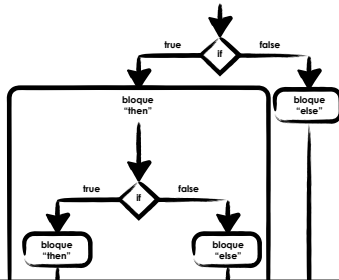 true
if
false
bloque
"then"
bloque
"else"
true
if
false
bloque
"then"
bloque
"else"